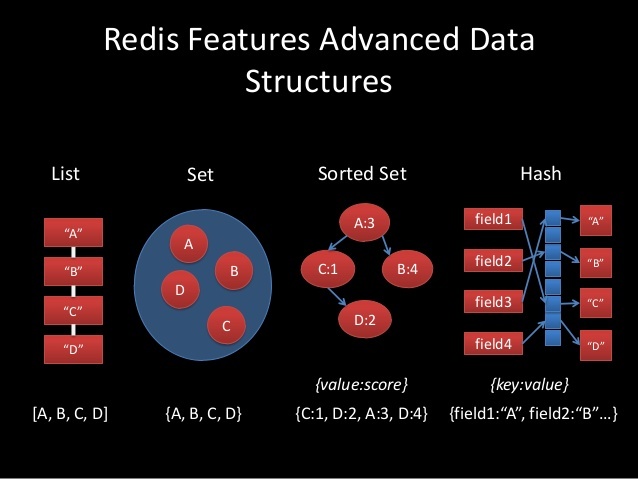 Redis Features Advanced Data
Structures
List
Set
Sorted Set
Hash
“A”
“B”
“C”
“D”
A
B
D
C
A:3
C:1
B:4
D:2
field1
field2
field3
field4
“A”
“B”
“C”
“D”
{value:score}
{key:value}
[A, B, C, D]
{A, B, C, D}
{C:1, D:2, A:3, D:4}
{field1:“A”, field2:“B”…}